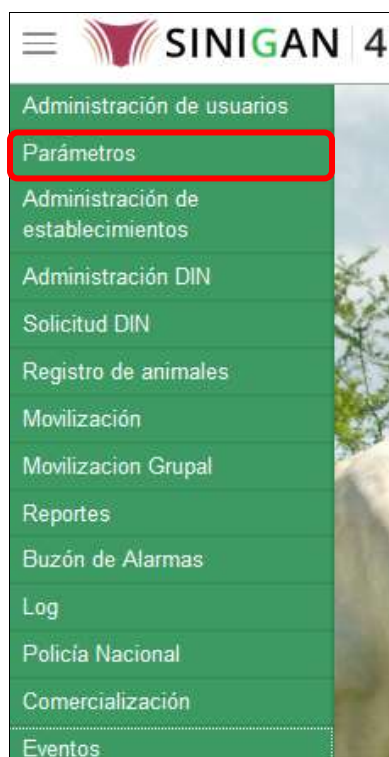 SINIGAN 4
Administración de usuarios
Parámetros
Administración de
establecimientos
Administración DIN
Solicitud DIN
Registro de animales
Movilización
Movilizacion Grupal
Reportes
Buzón de Alarmas
Log
Policía Nacional
Comercialización
Eventos